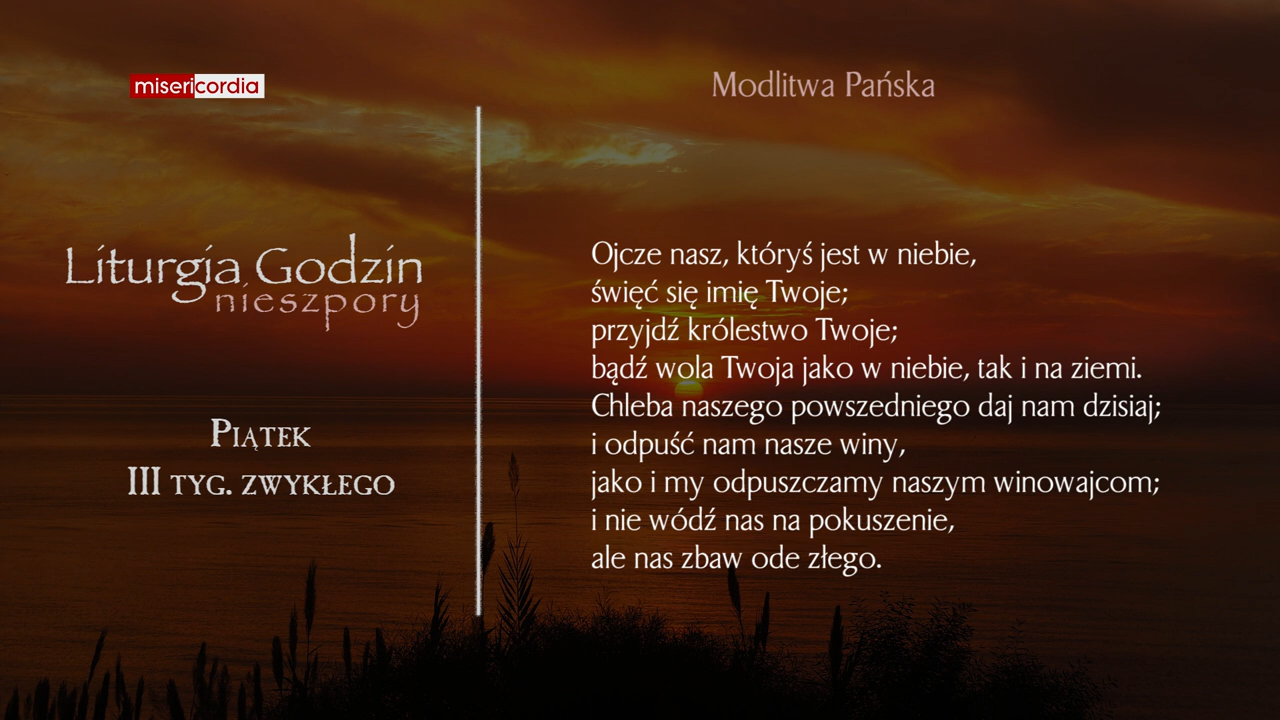 misericordia
Liturgia Godzin
nieszpory
Piątek
III tyg. zwykłego
Modlitwa Pańska
Ojcze nasz, któryś jest w niebie,
święć się imię Twoje;
przyjdź królestwo Twoje;
bądź wola Twoja jako w niebie, tak i na ziemi.
Chleba naszego powszedniego daj nam dzisiaj;
i odpuść nam nasze winy,
jako i my odpuszczamy naszym winowajcom;
i nie wódź nas na pokuszenie,
ale nas zbaw ode złego.